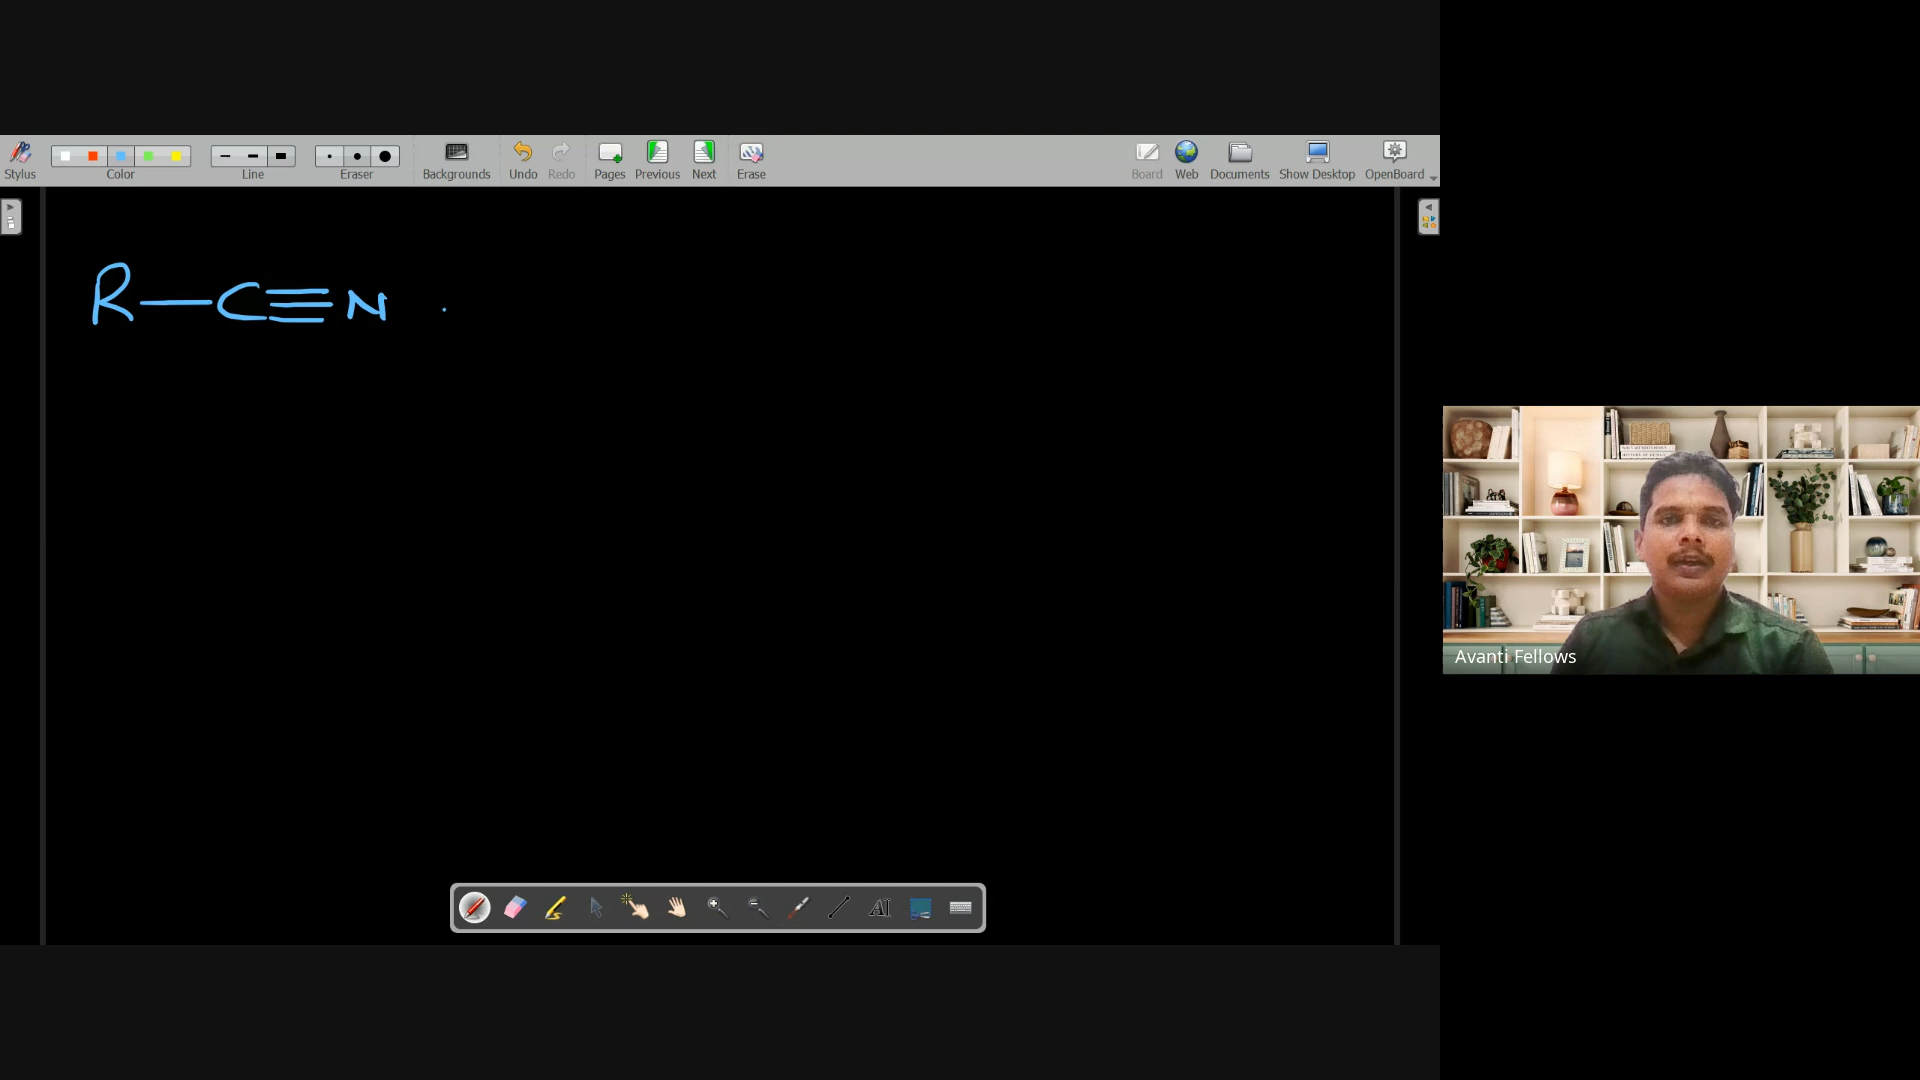 Stylus Color Line Eraser Backgrounds Undo Redo Pages Previous Next Erase Board Web Documents Show Desktop OpenBoard
R—C≡N
AI
Avanti Fellows